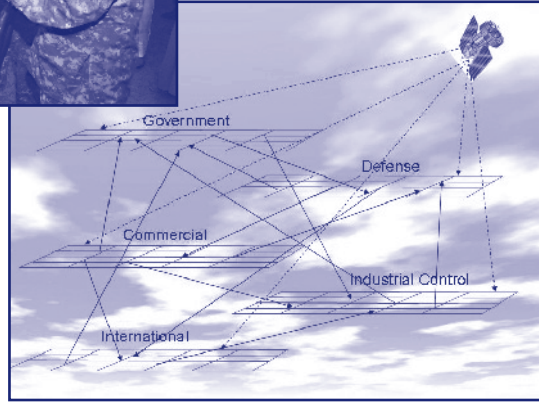 Government
Defense
Commercial
Industrial Control
International